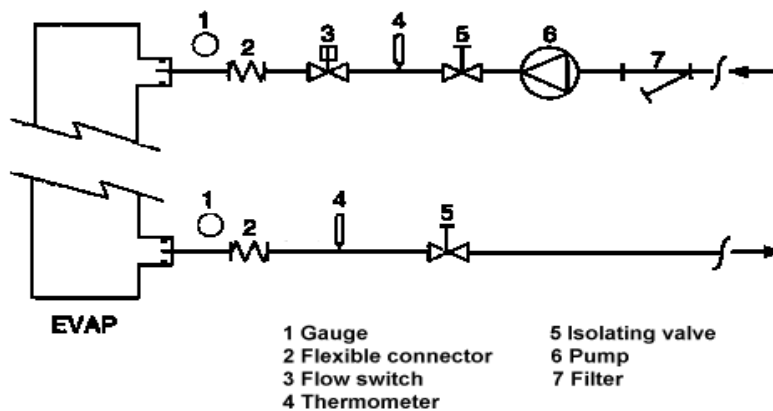 1 2 3 4 5 6 7
1 2 4 5
EVAP
1 Gauge
2 Flexible connector
3 Flow switch
4 Thermometer
5 Isolating valve
6 Pump
7 Filter